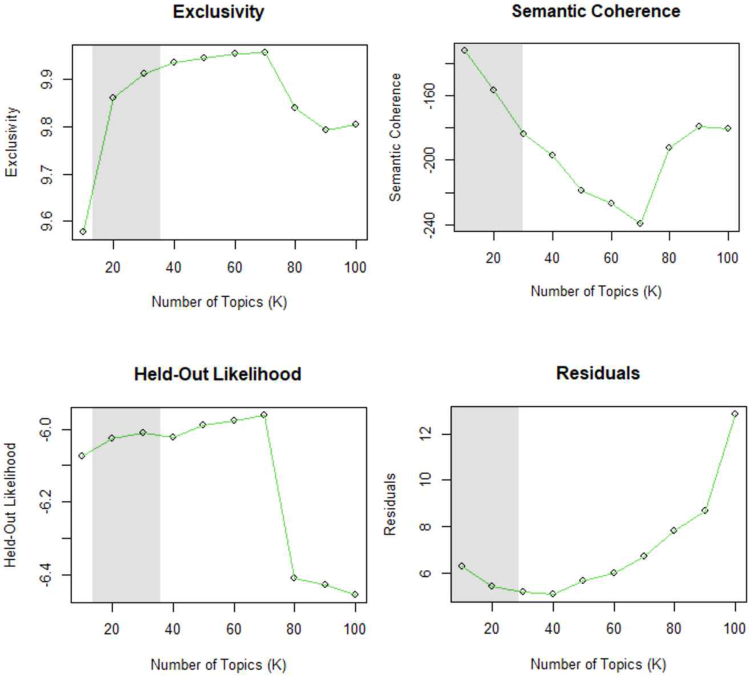 Exclusivity
Exclusivity
9.9
9.8
9.7
9.6
20 40 60 80 100
Number of Topics (K)
Semantic Coherence
Semantic Coherence
-160
-200
-240
20 40 60 80 100
Number of Topics (K)
Held-Out Likelihood
Held-Out Likelihood
-6.0
-6.2
-6.4
20 40 60 80 100
Number of Topics (K)
Residuals
Residuals
12
10
8
6
20 40 60 80 100
Number of Topics (K)